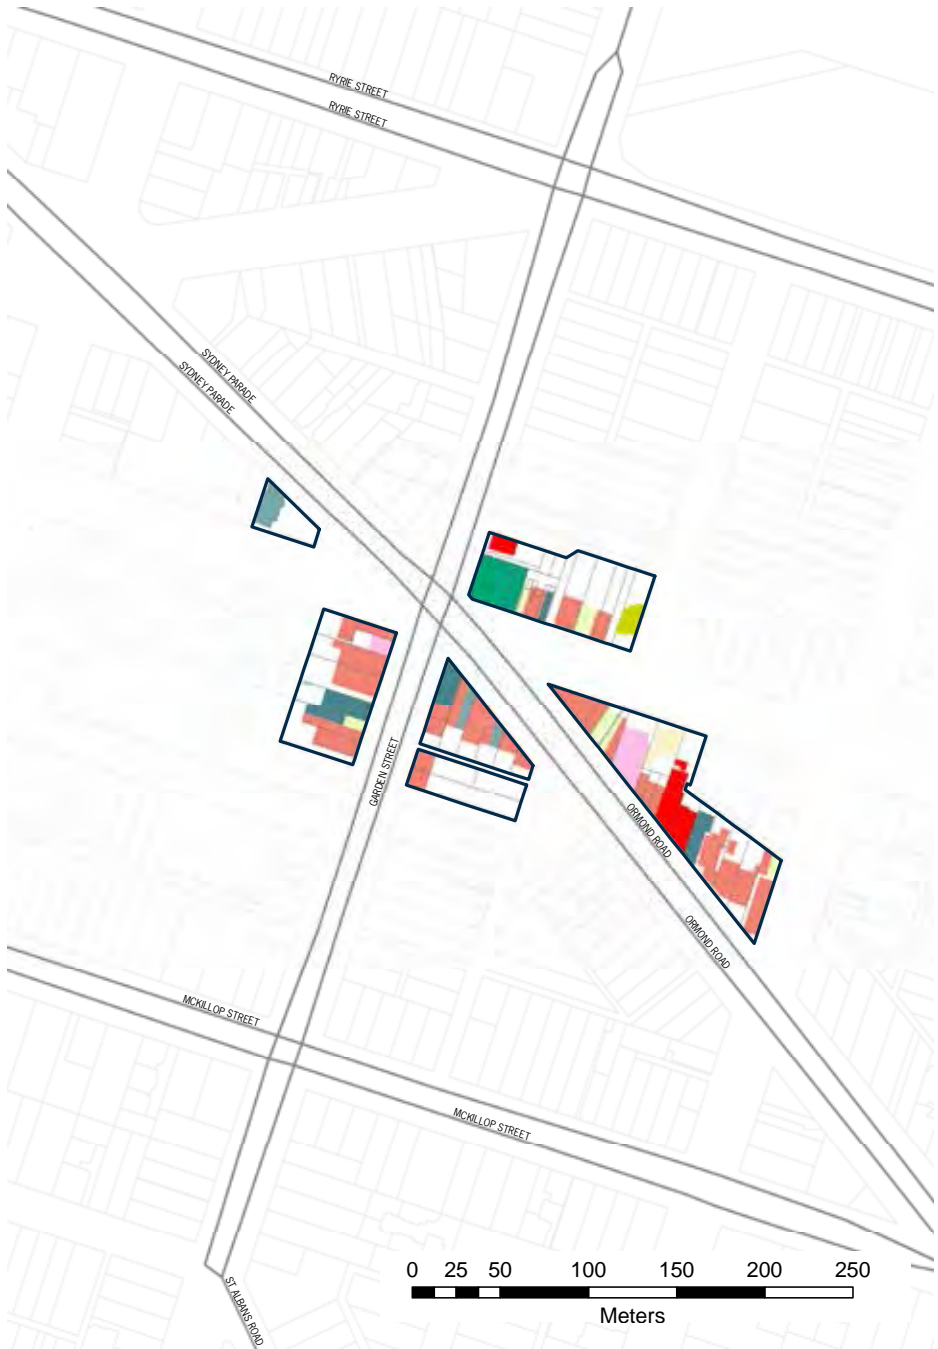 RYRIE STREET
RYRIE STREET
SYDNEY PARADE
SYDNEY PARADE
GARDEN STREET
ORMOND ROAD
ORMOND ROAD
MCKILLOP STREET
MCKILLOP STREET
ST ALBANS ROAD
0 25 50 100 150 200 250
Meters